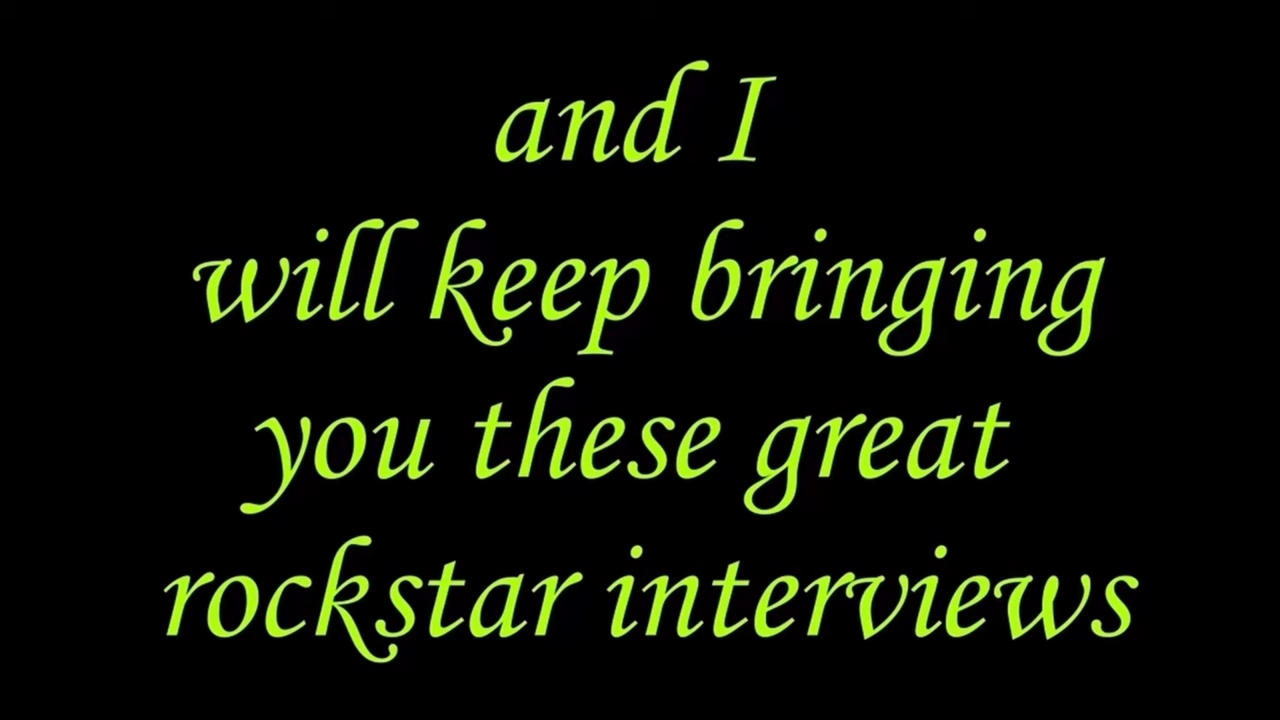 and I
will keep bringing
you these great
rockstar interviews